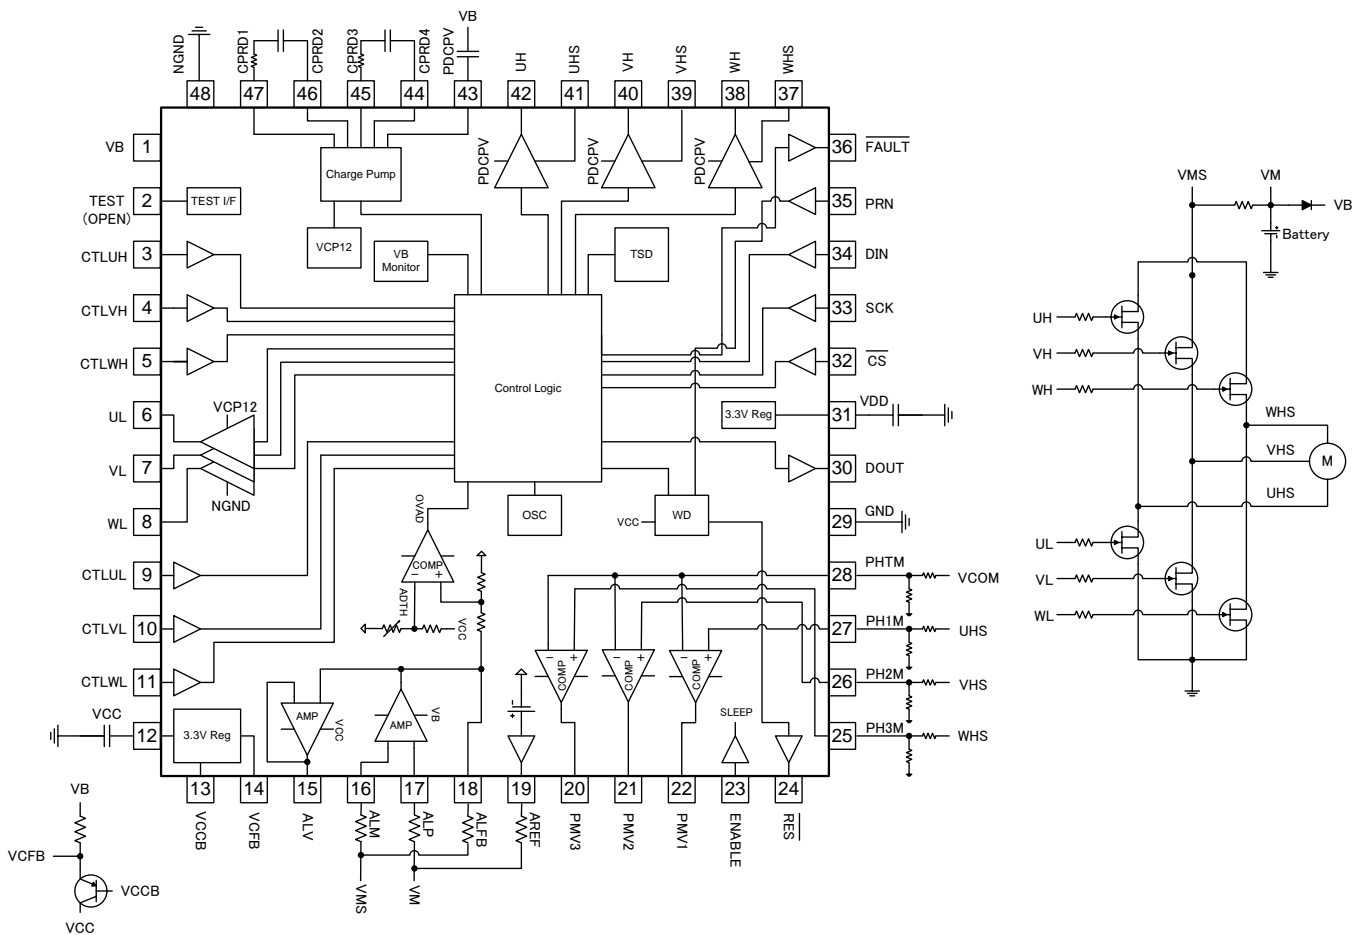 NGND
CPRD1
CPRD2
CPRD3
CPRD4
PDCPV
VB
UH
UHS
VH
VHS
WH
WHS
48
47
46
45
44
43
42
41
40
39
38
37
VB
1
TEST
(OPEN)
2
TEST I/F
CTLUH
3
CTLVH
4
CTLWH
5
UL
6
VL
7
WL
8
CTLUL
9
CTLVL
10
CTLWL
11
VCC
12
3.3V Reg
Charge Pump
VCP12
VB
Monitor
PDCPV
PDCPV
PDCPV
TSD
Control Logic
VCP12
NGND
OSC
VCC
WD
3.3V Reg
OVAD
COMP
− +
ADTH
VCC
AMP
VCC
AMP
VB
+ -
− +
COMP
− +
COMP
− +
COMP
SLEEP
36
FAULT
35
PRN
34
DIN
33
SCK
32
CS
31
VDD
30
DOUT
29
GND
28
PHTM
VCOM
27
PH1M
UHS
26
PH2M
VHS
25
PH3M
WHS
13
14
15
16
17
18
19
20
21
22
23
24
VCCB
VCFB
ALV
ALM
ALP
ALFB
AREF
PMV3
PMV2
PMV1
ENABLE
RES
VMS
VM
VB
VCFB
VCCB
VCC
VMS
VM
VB
+
Battery
UH
VH
WH
WHS
VHS
M
UHS
UL
VL
WL